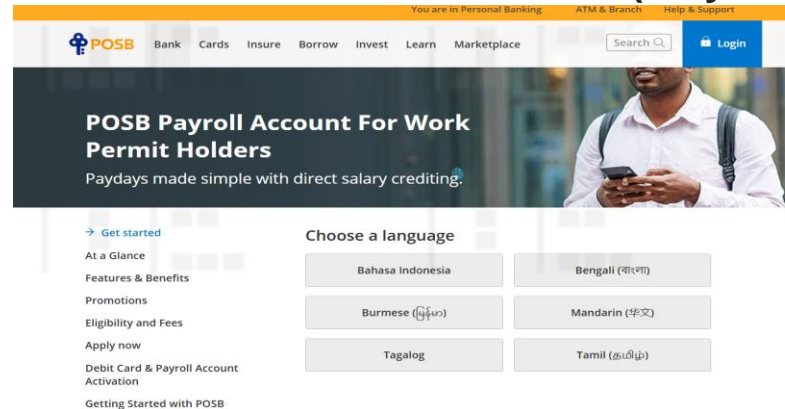 You are in Personal Banking ATM & Branch Help & Support
POSB Bank Cards Insure Borrow Invest Learn Marketplace Search Login
POSB Payroll Account For Work
Permit Holders
Paydays made simple with direct salary crediting.
→ Get started
At a Glance
Features & Benefits
Promotions
Eligibility and Fees
Apply now
Debit Card & Payroll Account
Activation
Getting Started with POSB
Choose a language
Bahasa Indonesia Bengali (বাংলা)
Burmese (မြန်မာ) Mandarin (华文)
Tagalog Tamil (தமிழ்)